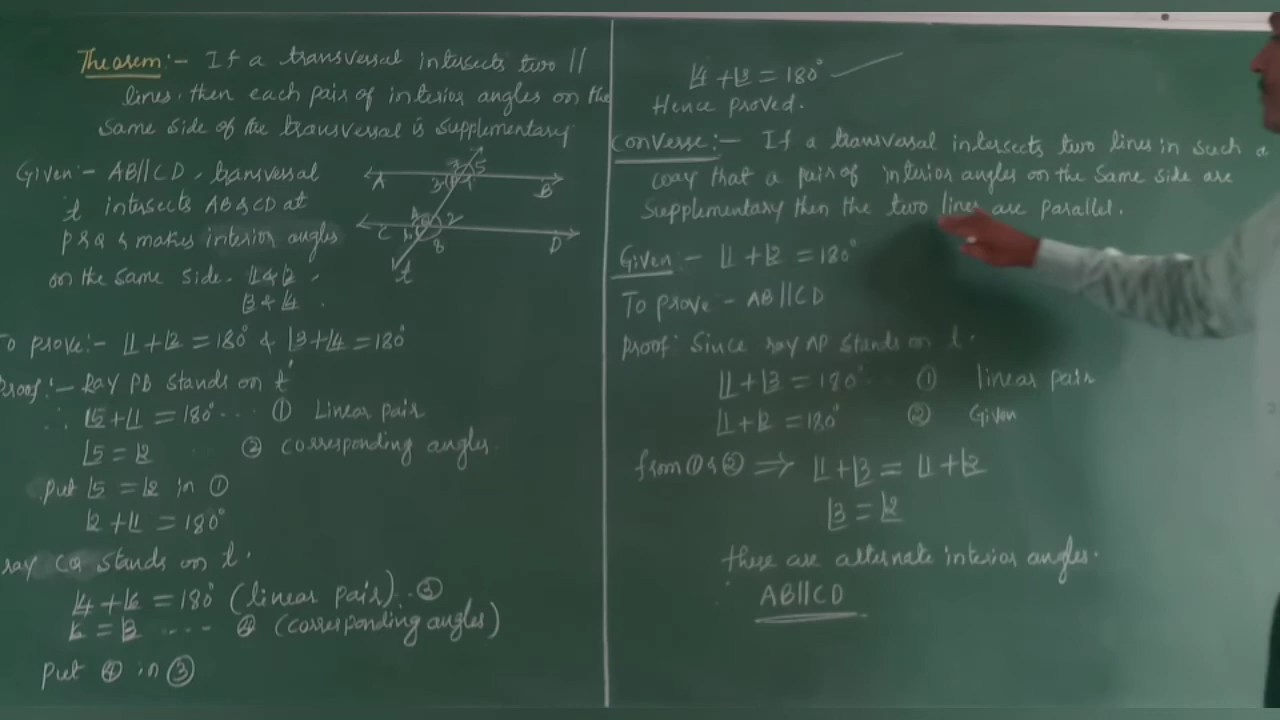 Theorem:- If a transversal intersects two //
lines, then each pair of interior angles on the
same side of the transversal is supplementary
Given:- AB//CD, transversal
t intersects AB & CD at
P & Q & makes interior angles
on the same side. ∠1 & ∠2,
∠3 & ∠4.
A B
C D
t
To prove:- ∠1+∠2=180° & ∠3+∠4=180°
Proof:- Ray PB stands on t
∴ ∠5+∠1=180° ... ① Linear pair
∠5=∠2 ② corresponding angles
put ∠5=∠2 in ①
∠2+∠1=180°
ray CQ stands on t.
∠4+∠6=180° (linear pair). ③
∠6=∠3 .... ④ (corresponding angles)
put ④ in ③
∠4+∠3=180°
Hence proved.
Converse:- If a transversal intersects two lines in such a
way that a pair of interior angles on the same side are
supplementary then the two lines are parallel.
Given:- ∠1+∠2=180°
To prove - AB//CD
Proof: Since ray AP stands on t.
∠1+∠3=180° .. ① linear pair
∠1+∠2=180° ② Given
from ① & ② ⇒ ∠1+∠3=∠1+∠2
∠3=∠2
these are alternate interior angles.
AB//CD